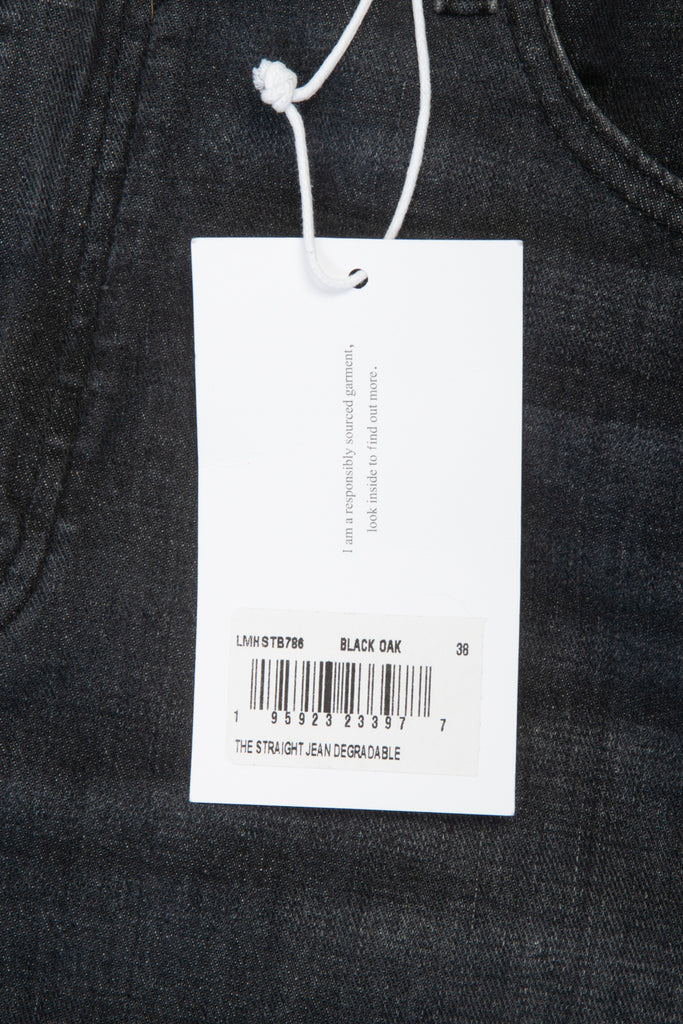 I am a responsibly sourced garment,
look inside to find out more.
LMHSTB786 BLACK OAK 38
1 95923 23397 7
THE STRAIGHT JEAN DEGRADABLE